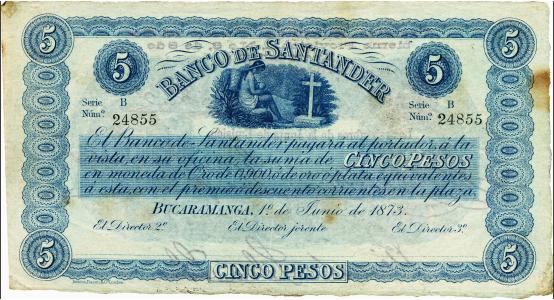 5
5
5 BANCO DE SANTANDER 5
Serie B
Núm.º 24855
Serie B
Núm.º 24855
El Banco de Santander pagará al portador, á la
vista, en su oficina, la suma de CINCO PESOS
en moneda de Oro de 0,900 ó de oro ó plata equivalentes
á esta, con el premio ó descuento corrientes en la plaza.
BUCARAMANGA, 1º de Junio de 1873.
El Director 2º El Director jerente El Director 3º
5 CINCO PESOS 5